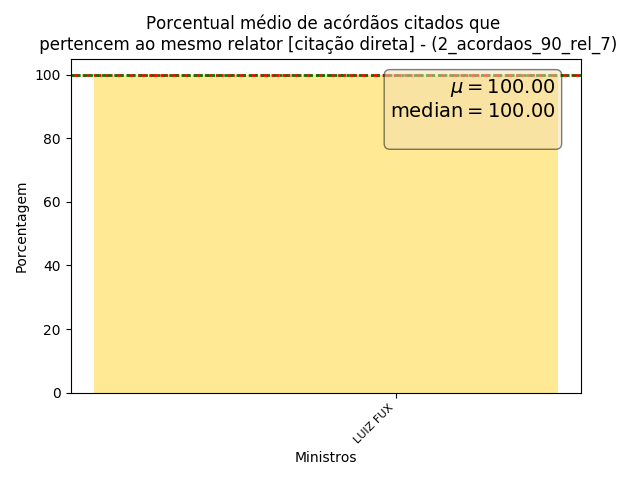 Porcentual médio de acórdãos citados que
pertencem ao mesmo relator [citação direta] - (2_acordaos_90_rel_7)
100
80
60
40
20
0
Porcentagem
μ = 100.00
median = 100.00
LUIZ FUX
Ministros